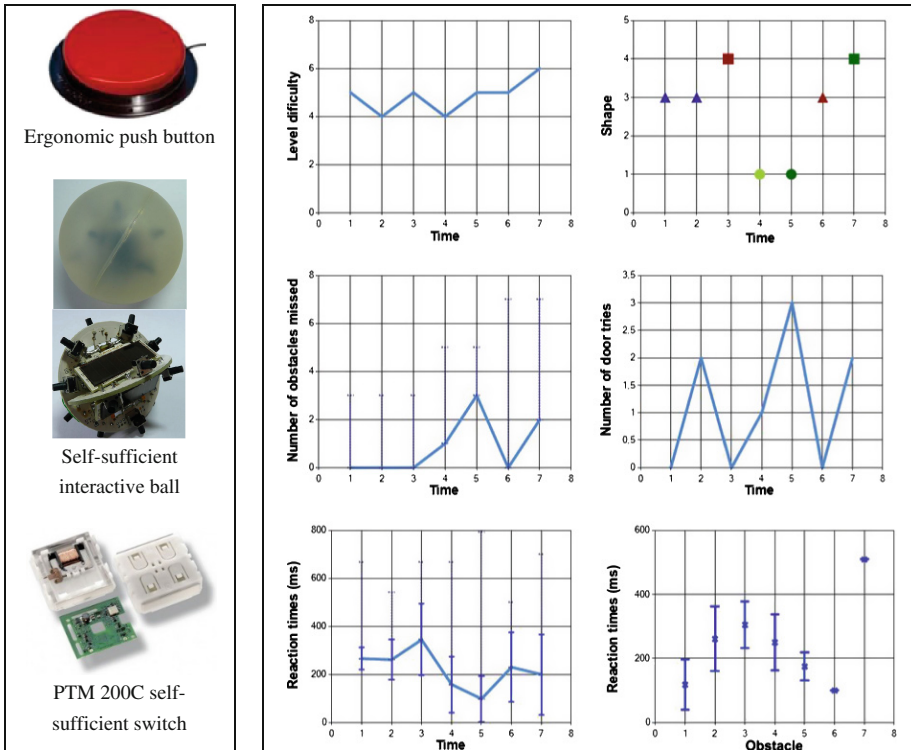 Ergonomic push button
Self-sufficient
interactive ball
PTM 200C self-
sufficient switch
Level difficulty
8
6
4
2
0
0 1 2 3 4 5 6 7 8
Time
Shape
5
4
3
2
1
0
0 1 2 3 4 5 6 7 8
Time
Number of obstacles missed
8
6
4
2
0
0 1 2 3 4 5 6 7 8
Time
Number of door tries
3.5
3
2.5
2
1.5
1
0.5
0
0 1 2 3 4 5 6 7 8
Time
Reaction times (ms)
800
600
400
200
0
0 1 2 3 4 5 6 7 8
Time
Reaction times (ms)
600
400
200
0
0 1 2 3 4 5 6 7 8
Obstacle